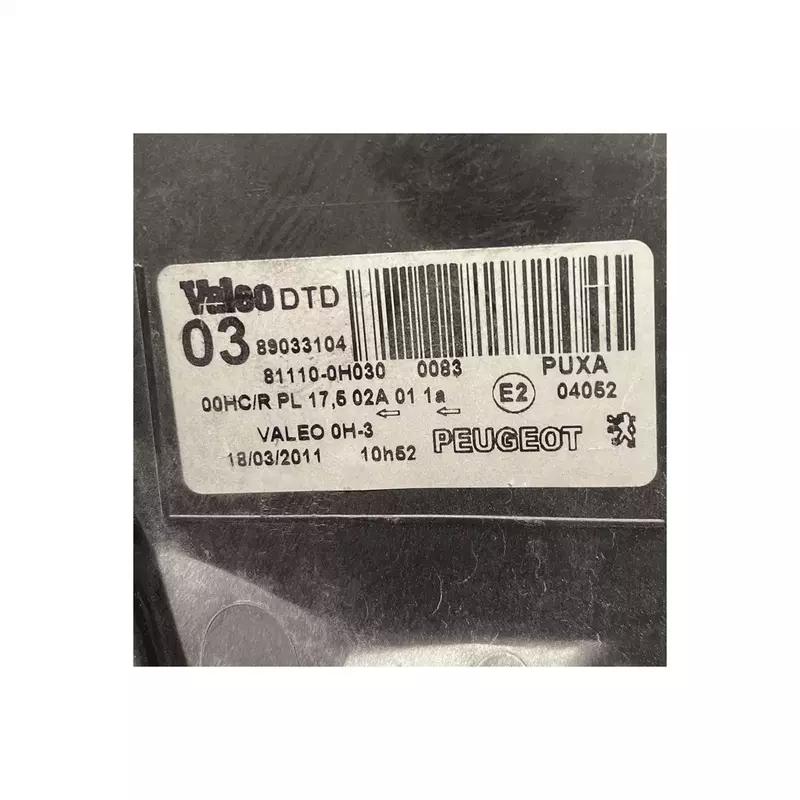 Valeo DTD
03 89033104
81110-0H030 0083 PUXA
00HC/R PL 17,5 02A 01 1a E2 04052
VALEO 0H-3 PEUGEOT
18/03/2011 10h52